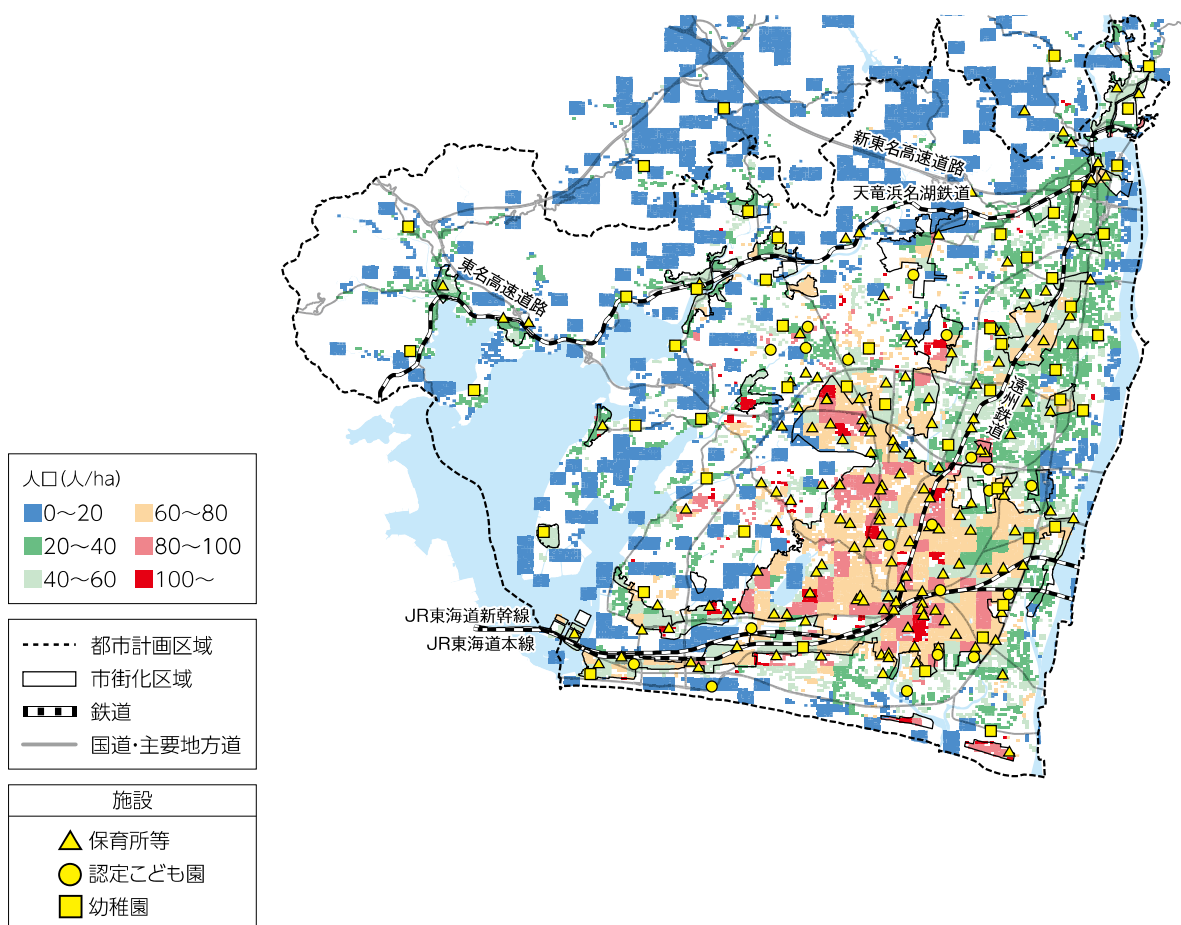 新東名高速道路
天竜浜名湖鉄道
東名高速道路
遠州鉄道
人口(人/ha)
0〜20
60〜80
20〜40
80〜100
40〜60
100〜
JR東海道新幹線
JR東海道本線
都市計画区域
市街化区域
鉄道
国道・主要地方道
施設
保育所等
認定こども園
幼稚園